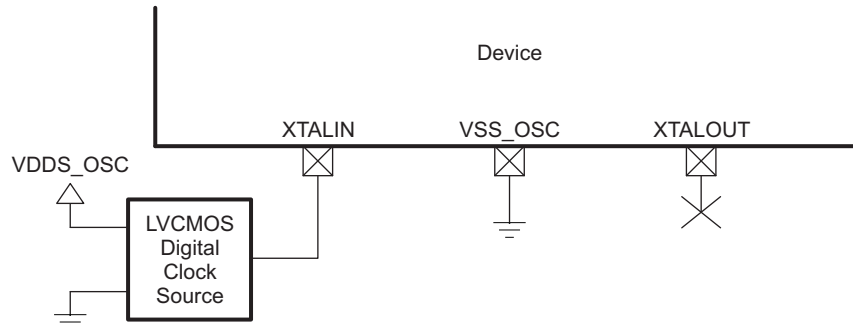 Device
XTALIN VSS_OSC XTALOUT
VDDS_OSC
LVCMOS
Digital
Clock
Source